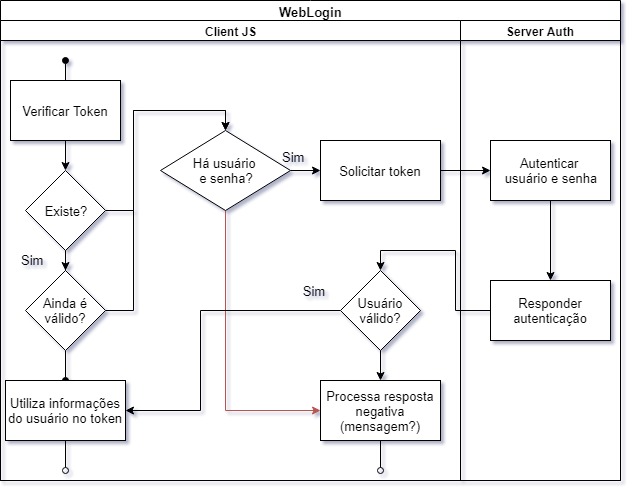 WebLogin
Client JS
Server Auth
Verificar Token
Há usuário
e senha?
Sim
Solicitar token
Autenticar
usuário e senha
Existe?
Sim
Ainda é
válido?
Sim
Usuário
válido?
Responder
autenticação
Utiliza informações
do usuário no token
Processa resposta
negativa
(mensagem?)